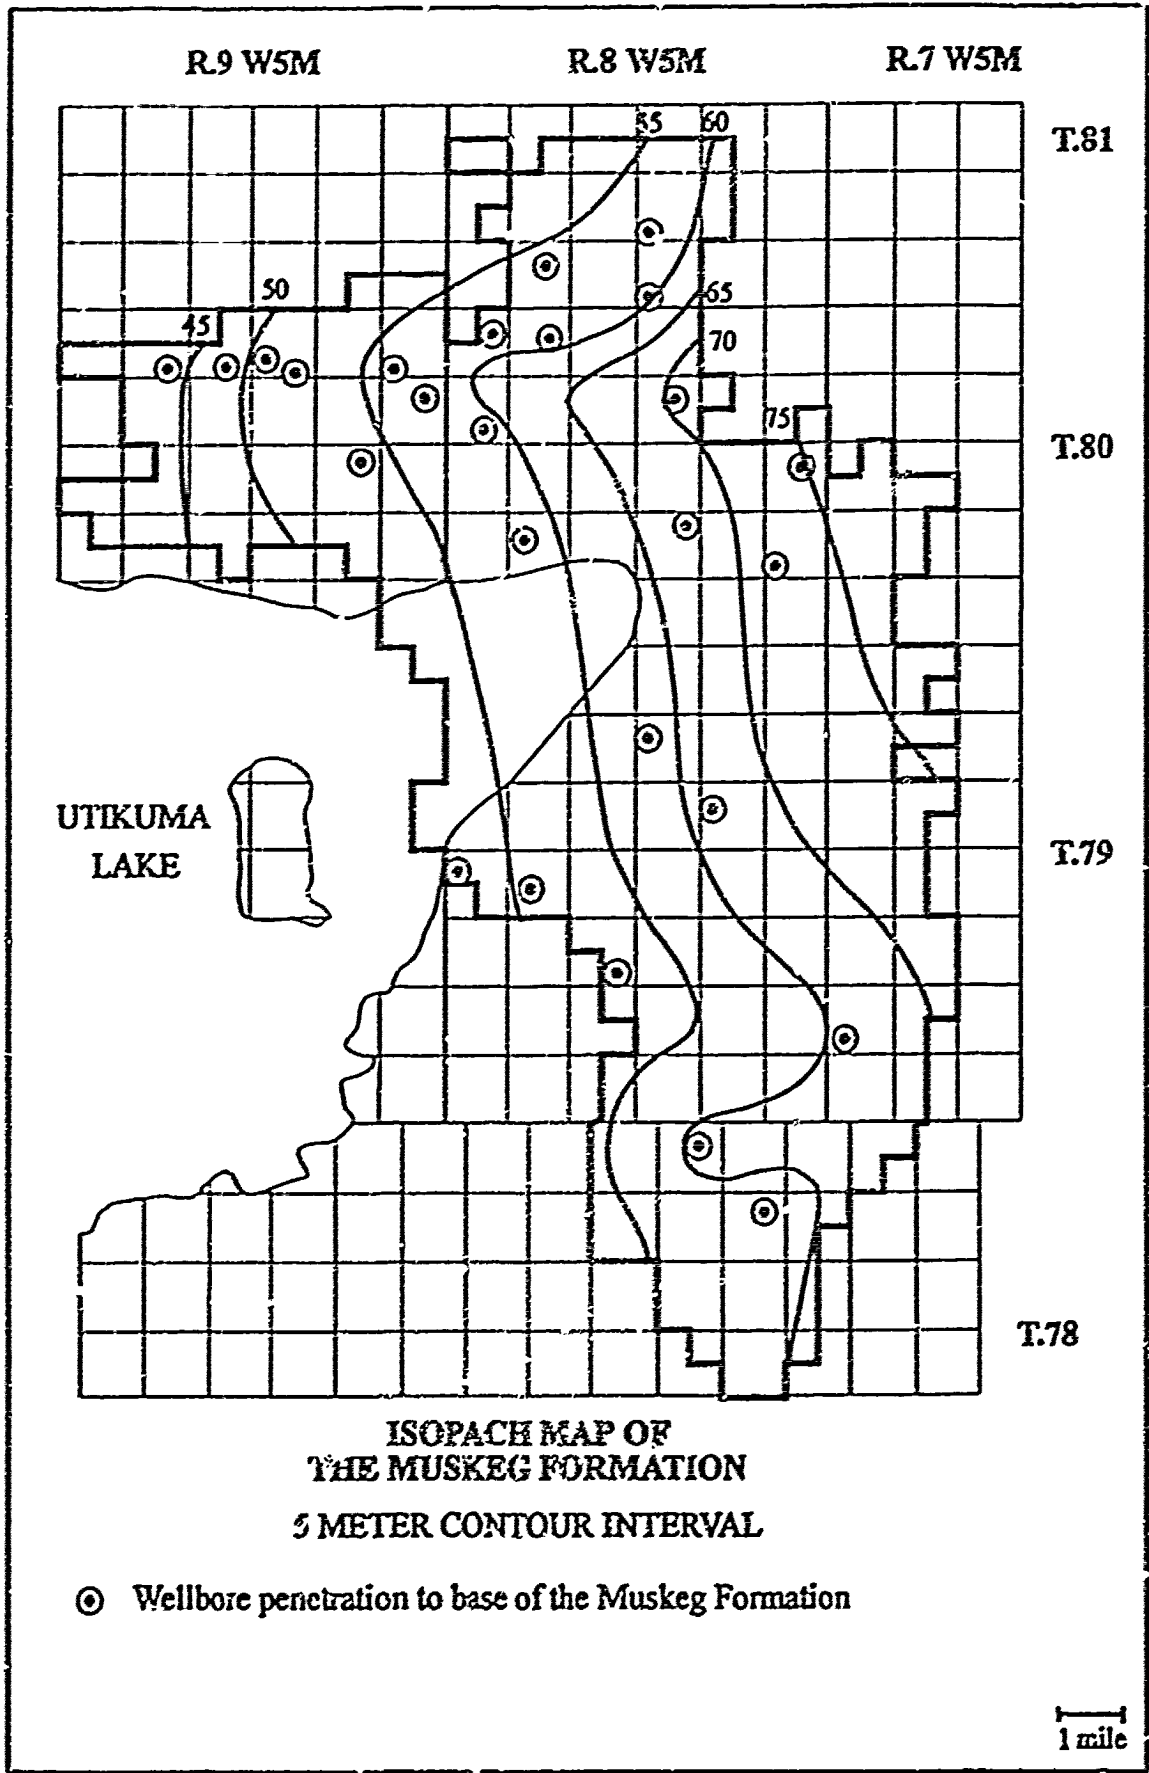 R.9 W5M R.8 W5M R.7 W5M
55 60
T.81
50
65
45
70
75
T.80
UTIKUMA
LAKE
T.79
T.78
ISOPACH MAP OF
THE MUSKEG FORMATION
5 METER CONTOUR INTERVAL
Wellbore penetration to base of the Muskeg Formation
1 mile